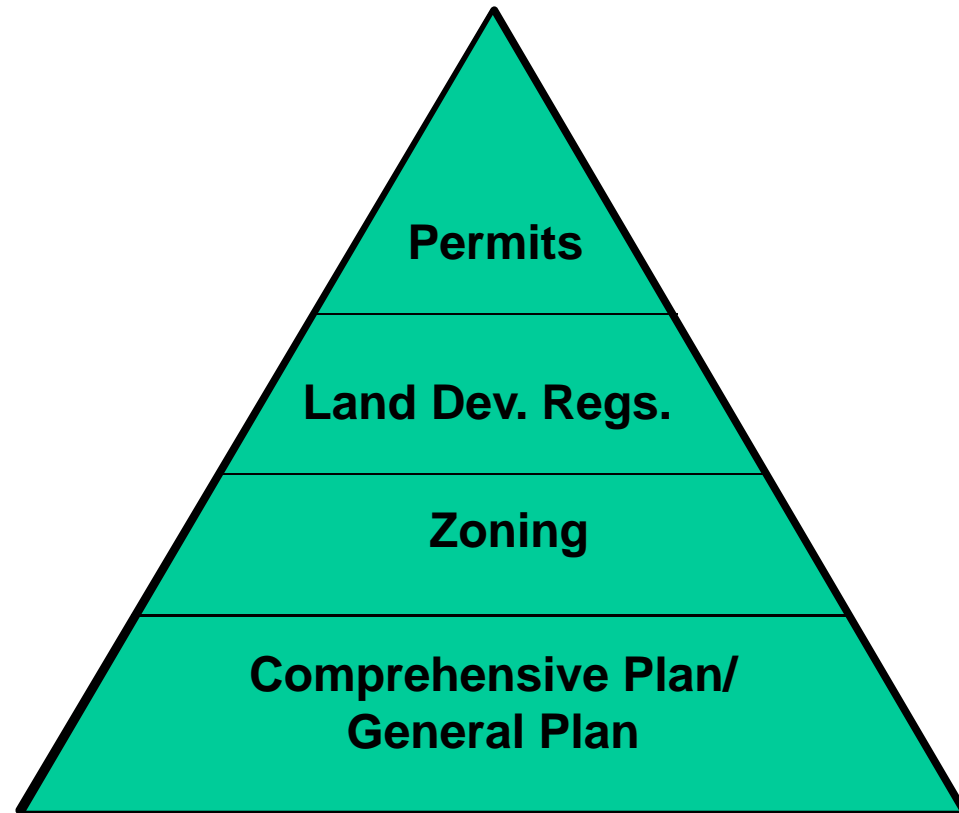 Permits
Land Dev. Regs.
Zoning
Comprehensive Plan/
General Plan